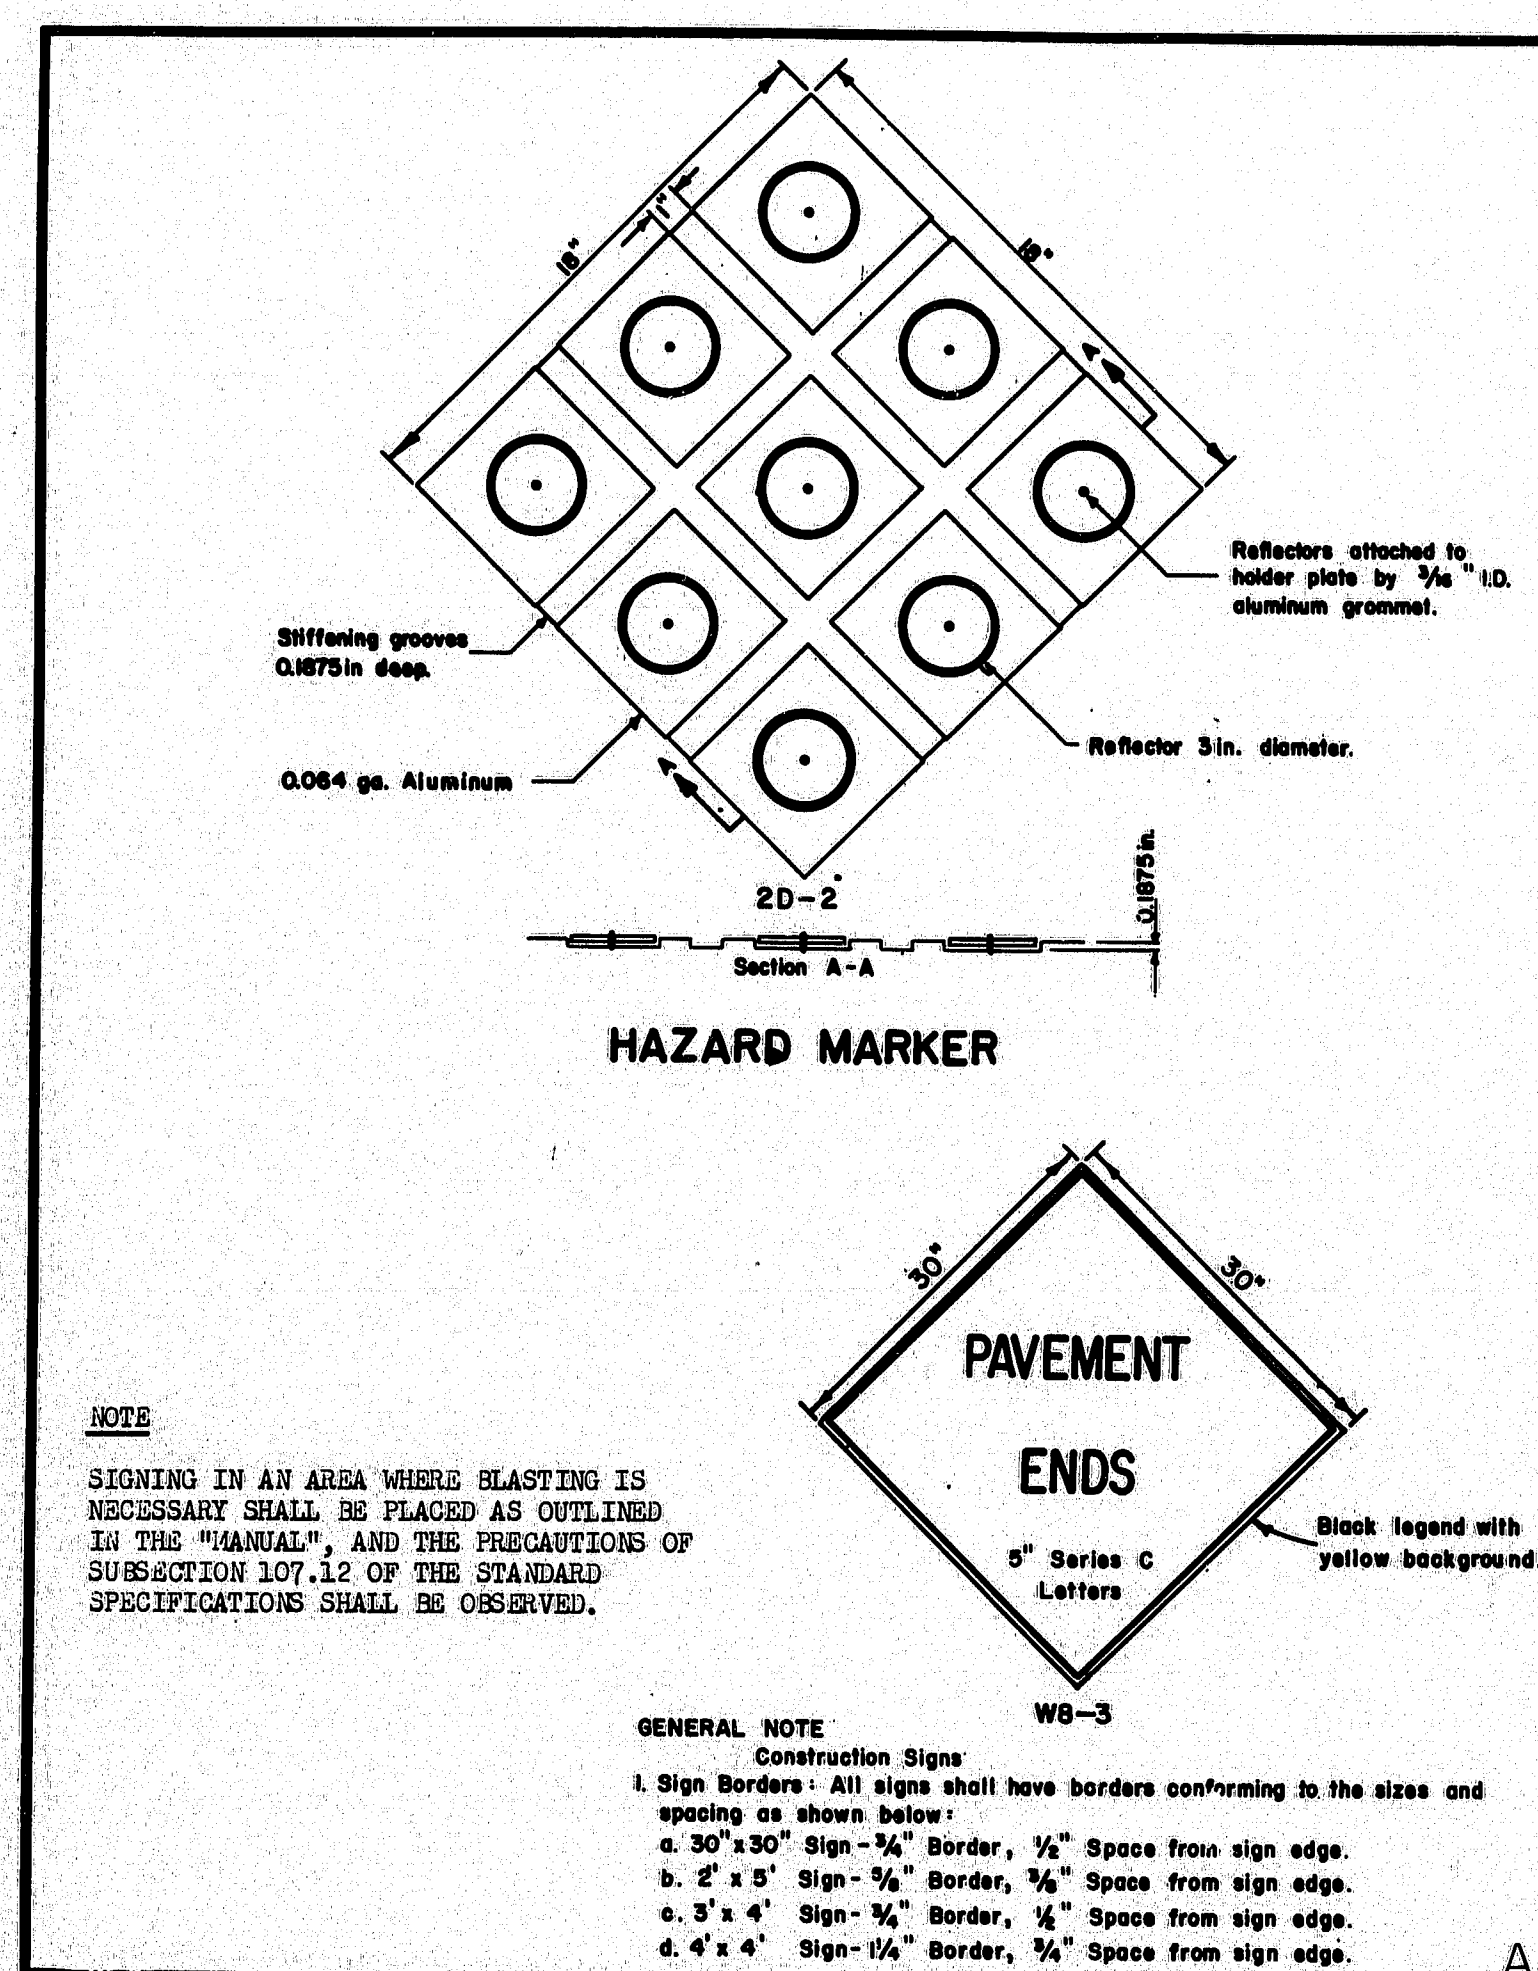 18"
1"
18"
A
Reflectors attached to
holder plate by 3/16" I.D.
aluminum grommet.
Stiffening grooves
0.1875in deep.
Reflector 3in. diameter.
0.064 ga. Aluminum
A
2D-2
0.1875in.
Section A-A
HAZARD MARKER
30"
30"
PAVEMENT
ENDS
5" Series C
Letters
Black legend with
yellow background
W8-3
NOTE
SIGNING IN AN AREA WHERE BLASTING IS
NECESSARY SHALL BE PLACED AS OUTLINED
IN THE "MANUAL", AND THE PRECAUTIONS OF
SUBSECTION 107.12 OF THE STANDARD
SPECIFICATIONS SHALL BE OBSERVED.
GENERAL NOTE
Construction Signs
1. Sign Borders: All signs shall have borders conforming to the sizes and
spacing as shown below:
a. 30"x30" Sign-3/4" Border, 1/2" Space from sign edge.
b. 2' x 5' Sign-5/8" Border, 3/8" Space from sign edge.
c. 3' x 4' Sign-3/4" Border, 1/2" Space from sign edge.
d. 4' x 4' Sign-1 1/4" Border, 3/4" Space from sign edge.
A